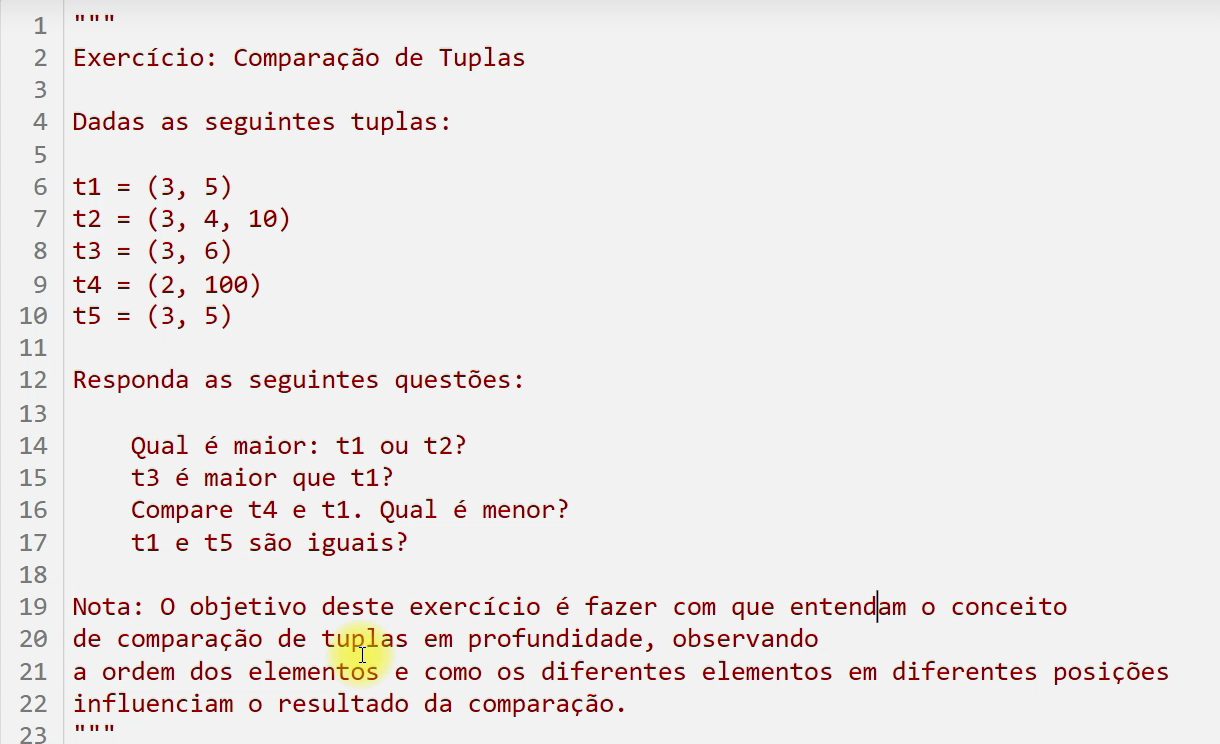 1 """
2 Exercício: Comparação de Tuplas
3
4 Dadas as seguintes tuplas:
5
6 t1 = (3, 5)
7 t2 = (3, 4, 10)
8 t3 = (3, 6)
9 t4 = (2, 100)
10 t5 = (3, 5)
11
12 Responda as seguintes questões:
13
14 Qual é maior: t1 ou t2?
15 t3 é maior que t1?
16 Compare t4 e t1. Qual é menor?
17 t1 e t5 são iguais?
18
19 Nota: O objetivo deste exercício é fazer com que entendam o conceito
20 de comparação de tuplas em profundidade, observando
21 a ordem dos elementos e como os diferentes elementos em diferentes posições
22 influenciam o resultado da comparação.
23 """